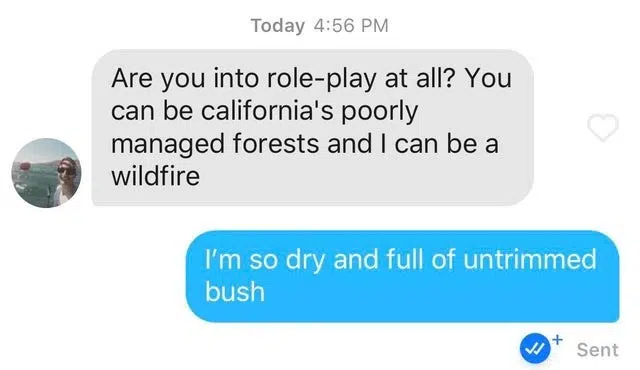 Today 4:56 PM
Are you into role-play at all? You
can be california's poorly
managed forests and I can be a
wildfire
I'm so dry and full of untrimmed
bush
Sent